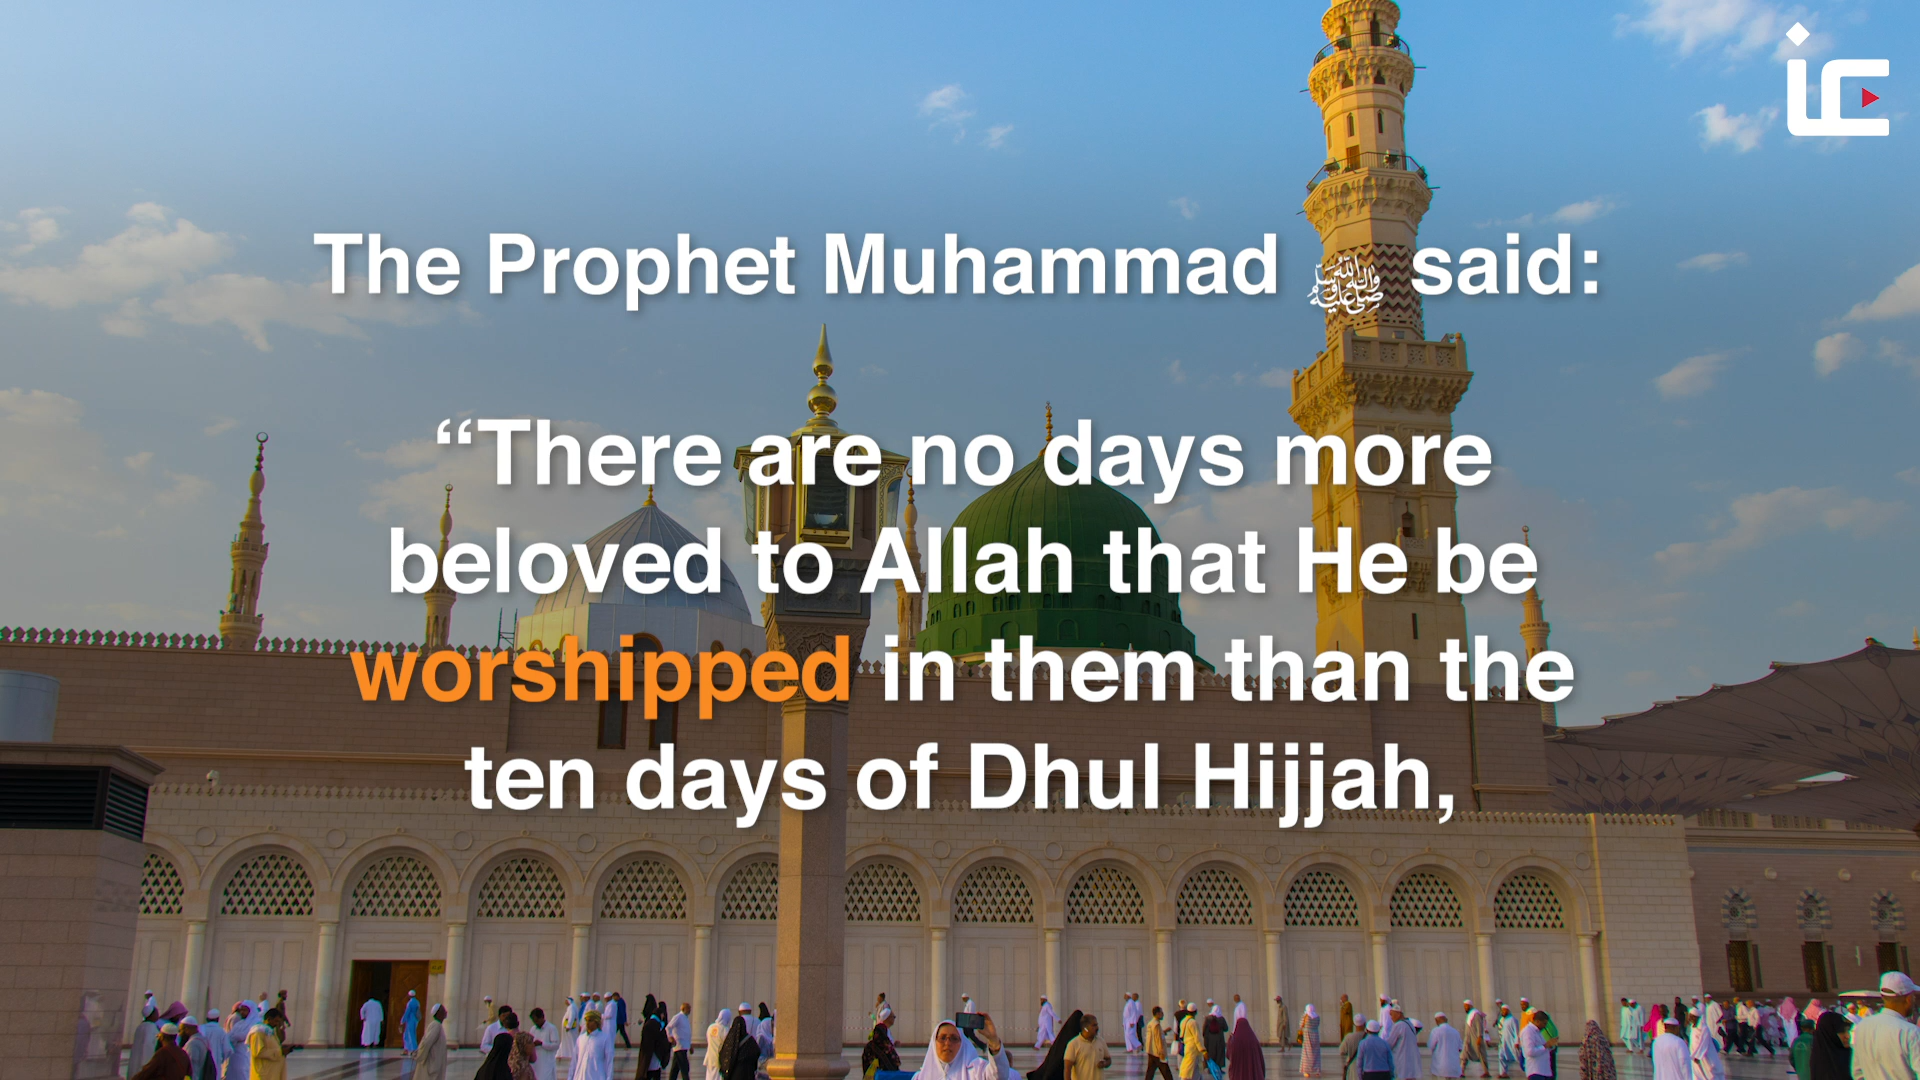 The Prophet Muhammad ﷺ said:
“There are no days more
beloved to Allah that He be
worshipped in them than the
ten days of Dhul Hijjah,